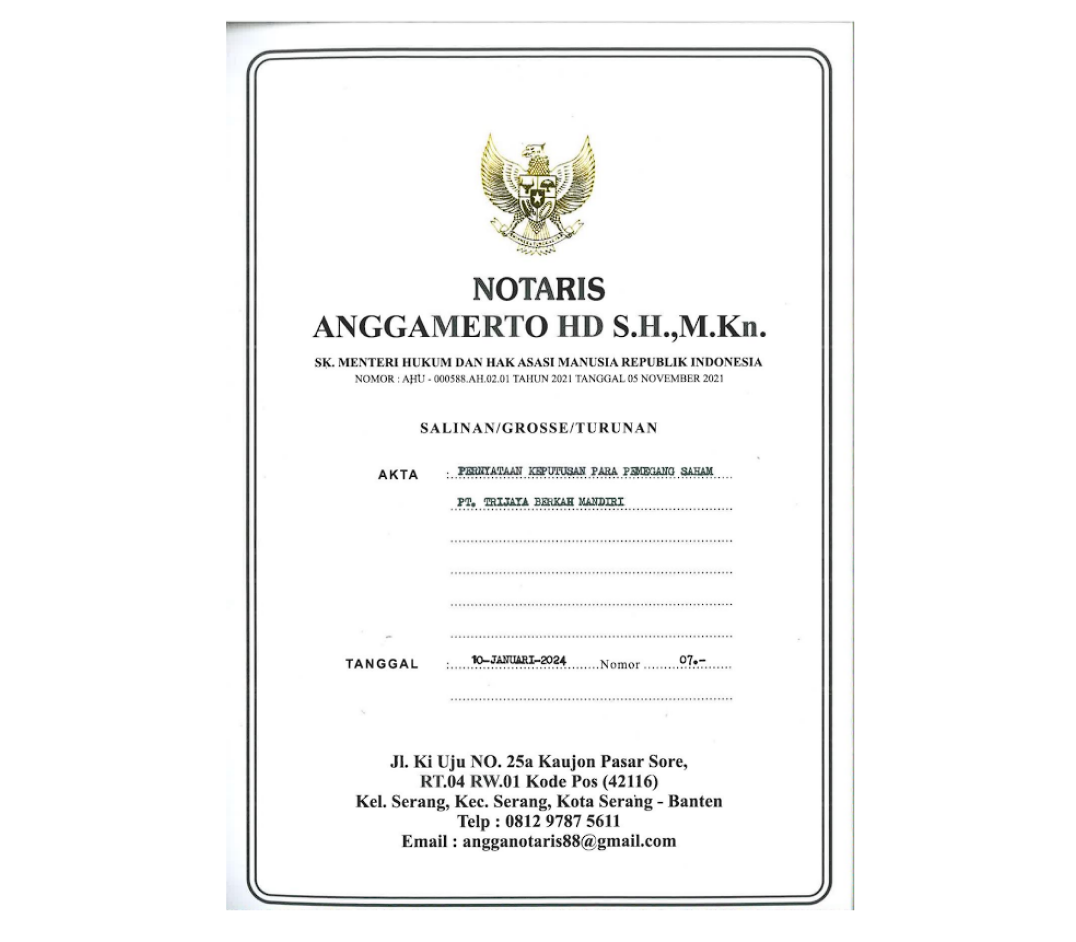 NOTARIS
ANGGAMERTO HD S.H.,M.Kn.
SK. MENTERI HUKUM DAN HAK ASASI MANUSIA REPUBLIK INDONESIA
NOMOR : AHU - 000588.AH.02.01 TAHUN 2021 TANGGAL 05 NOVEMBER 2021
SALINAN/GROSSE/TURUNAN
AKTA : PERNYATAAN KEPUTUSAN PARA PEMEGANG SAHAM
PT. TRIJAYA BERKAH MANDIRI
TANGGAL : 10-JANUARI-2024 Nomor 07.-
Jl. Ki Uju NO. 25a Kaujon Pasar Sore,
RT.04 RW.01 Kode Pos (42116)
Kel. Serang, Kec. Serang, Kota Serang - Banten
Telp : 0812 9787 5611
Email : angganotaris88@gmail.com